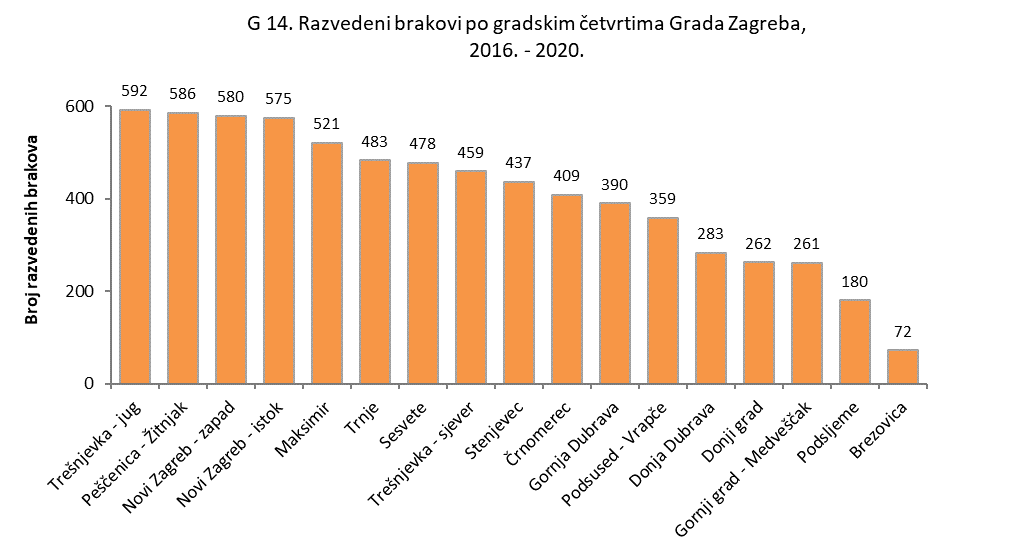 G 14. Razvedeni brakovi po gradskim četvrtima Grada Zagreba,
2016. - 2020.
Broj razvedenih brakova
600
400
200
0
592
586
580
575
521
483
478
459
437
409
390
359
283
262
261
180
72
Trešnjevka - jug
Peščenica - Žitnjak
Novi Zagreb - zapad
Novi Zagreb - istok
Maksimir
Trnje
Sesvete
Trešnjevka - sjever
Stenjevec
Črnomerec
Gornja Dubrava
Podsused - Vrapče
Donja Dubrava
Donji grad
Gornji grad - Medveščak
Podsljeme
Brezovica